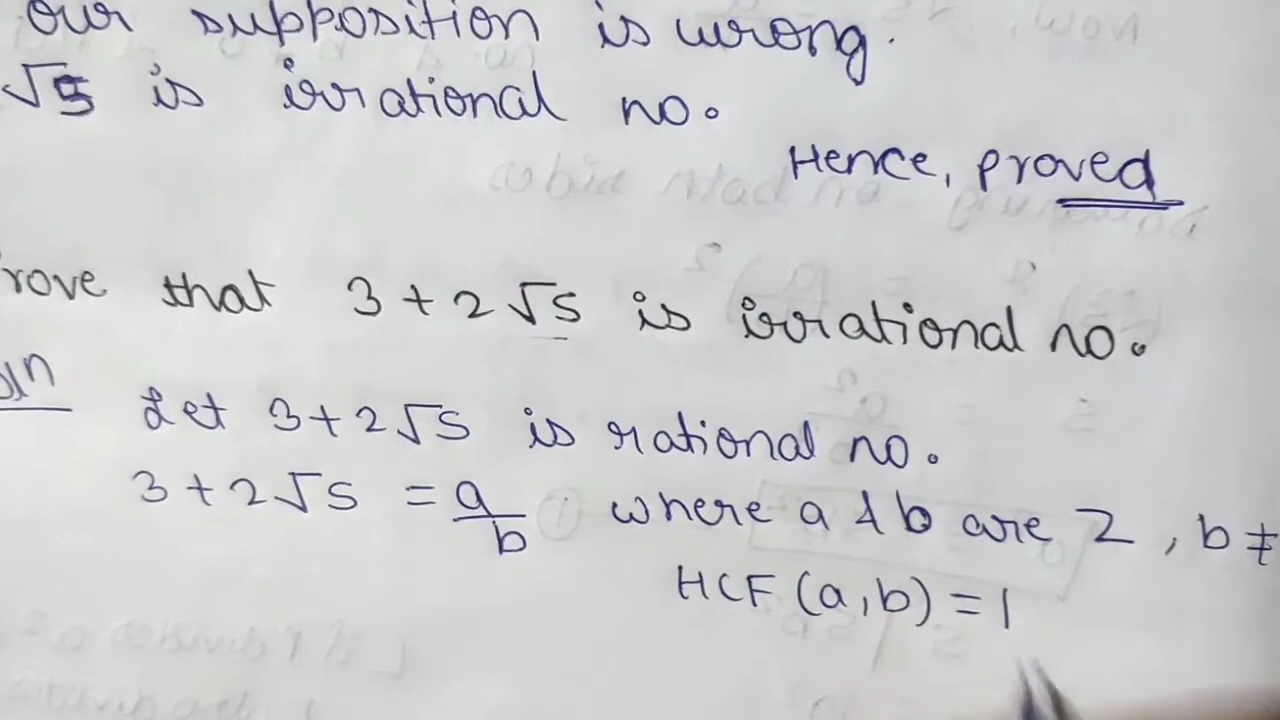 our supposition is wrong.
√5 is irrational no.
Hence, proved
rove that 3 + 2√5 is irrational no.
Let 3+2√5 is rational no.
3 + 2√5 = a/b where a & b are Z, b ≠
HCF (a,b) = 1